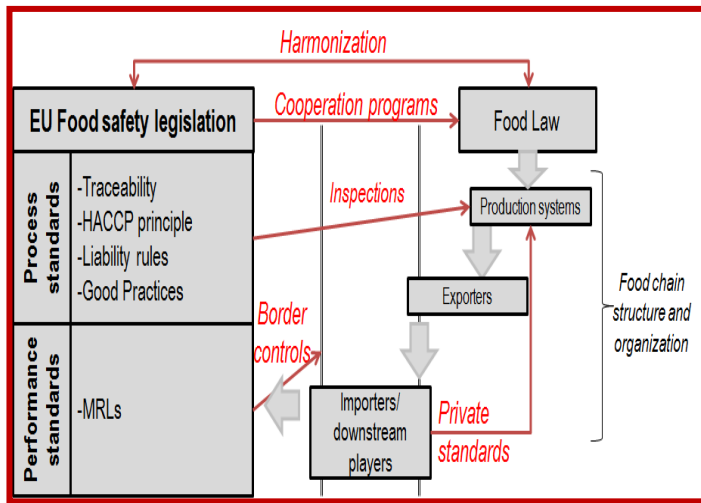 Harmonization
EU Food safety legislation
Cooperation programs
Food Law
Process
standards
-Traceability
-HACCP principle
-Liability rules
-Good Practices
Inspections
Production systems
Exporters
Food chain
structure and
organization
Border
controls
Performance
standards
-MRLs
Importers/
downstream
players
Private
standards